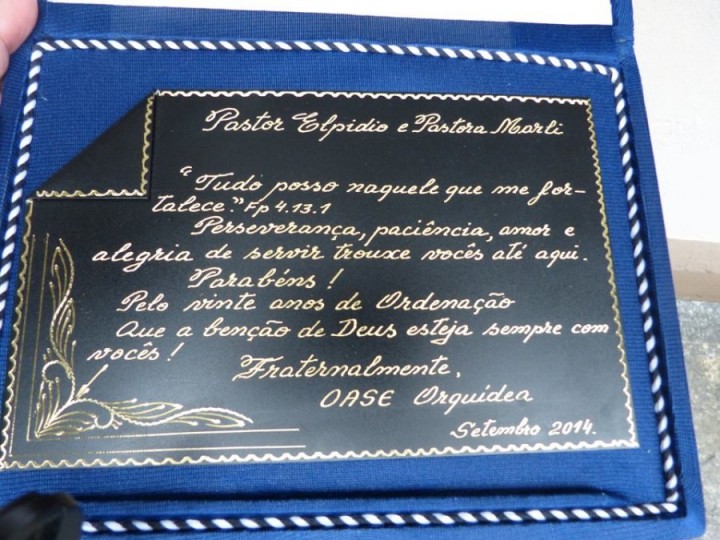 Pastor Elpidio e Pastora Marli
"Tudo posso naquele que me for-
talece." Fp 4.13.1
Perseverança, paciência, amor e
alegria de servir trouxe vocês até aqui.
Parabéns !
Pelo vinte anos de Ordenação
Que a benção de Deus esteja sempre com
vocês !
Fraternalmente,
OASE Orquídea
Setembro 2014.